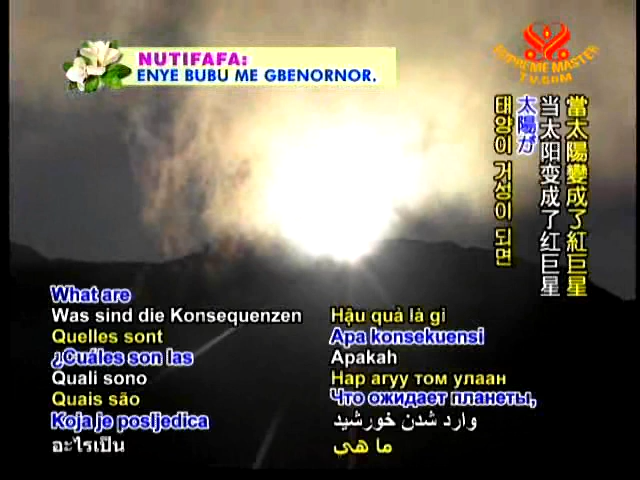 NUTIFAFA:
ENYE BUBU ME GBENORNOR.
SUPREME MASTER
TV.COM
當太陽變成了紅巨星
当太阳变成了红巨星
太陽が
태양이 거성이 되면
What are
Was sind die Konsequenzen
Quelles sont
¿Cuáles son las
Quali sono
Quais são
Koja je posljedica
อะไรเป็น
Hậu quả là gì
Apa konsekuensi
Apakah
Нар агуу том улаан
Что ожидает планеты,
وارد شدن خورشید
ما هي